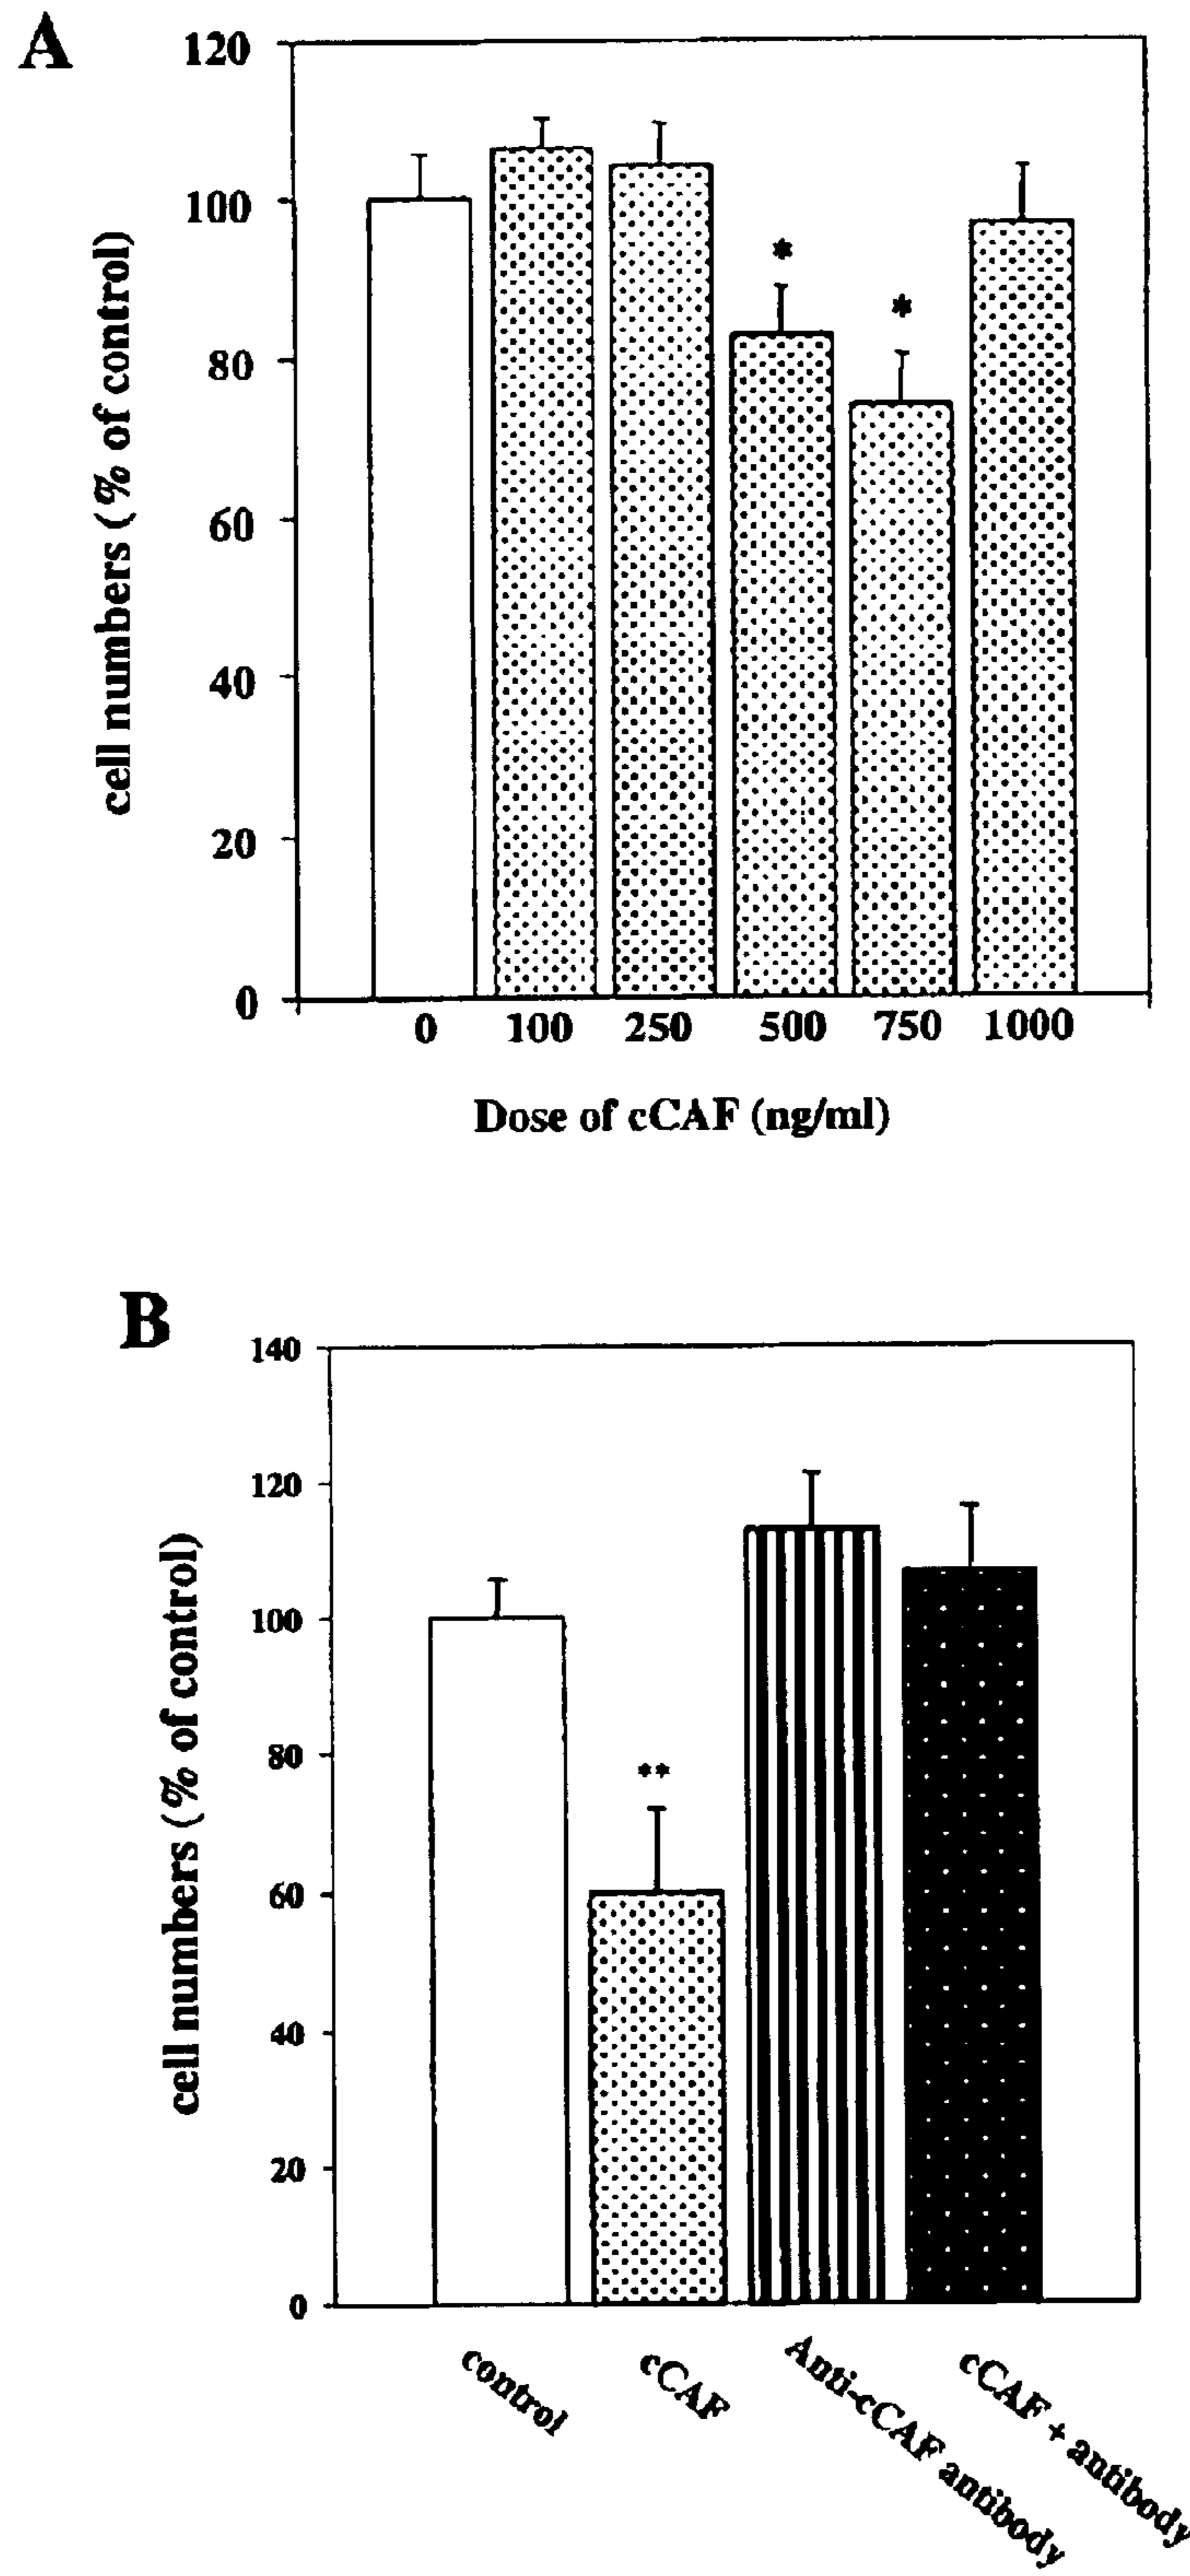 A
120
100
80
60
40
20
0
cell numbers (% of control)
*
*
0 100 250 500 750 1000
Dose of cCAF (ng/ml)
B
140
120
100
80
60
40
20
0
cell numbers (% of control)
**
control
cCAF
Anti-cCAF antibody
cCAF + antibody